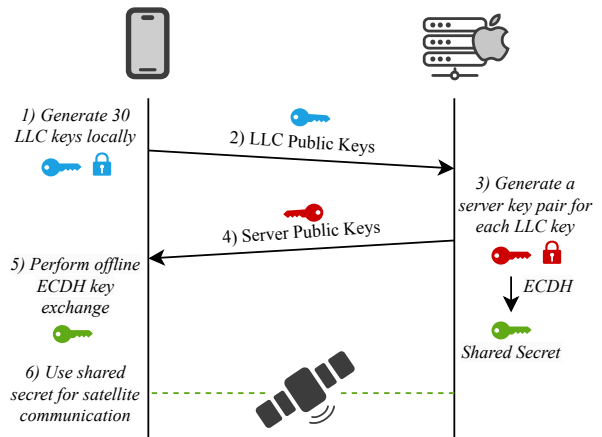 1) Generate 30
LLC keys locally
2) LLC Public Keys
3) Generate a
server key pair for
each LLC key
ECDH
Shared Secret
4) Server Public Keys
5) Perform offline
ECDH key
exchange
6) Use shared
secret for satellite
communication